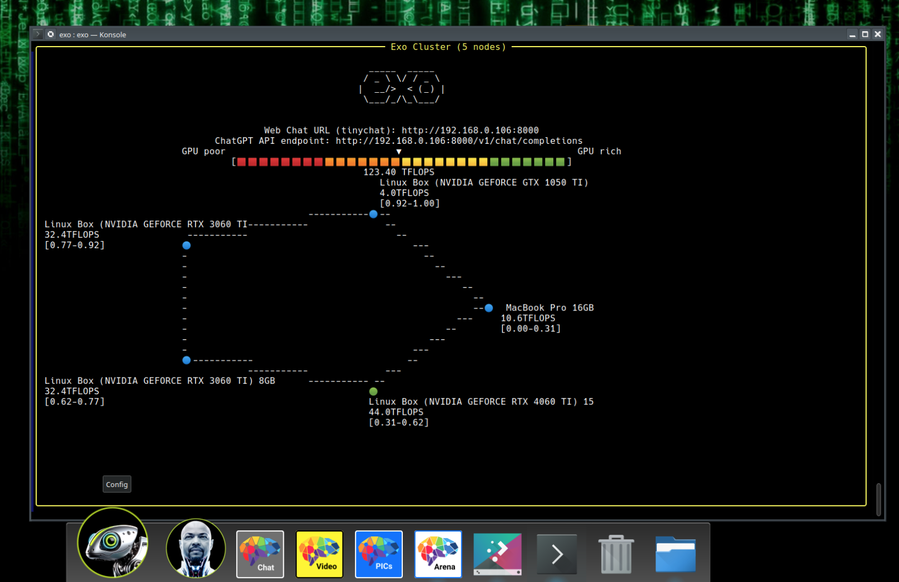 exo : exo — Konsole
Exo Cluster (5 nodes)
Web Chat URL (tinychat): http://192.168.0.106:8000
ChatGPT API endpoint: http://192.168.0.106:8000/v1/chat/completions
GPU poor GPU rich
123.40 TFLOPS
Linux Box (NVIDIA GEFORCE GTX 1050 TI)
4.0TFLOPS
[0.92-1.00]
Linux Box (NVIDIA GEFORCE RTX 3060 TI
32.4TFLOPS
[0.77-0.92]
MacBook Pro 16GB
10.6TFLOPS
[0.00-0.31]
Linux Box (NVIDIA GEFORCE RTX 3060 TI) 8GB
32.4TFLOPS
[0.62-0.77]
Linux Box (NVIDIA GEFORCE RTX 4060 TI) 15
44.0TFLOPS
[0.31-0.62]
Config
Chat
Video
PICs
Arena